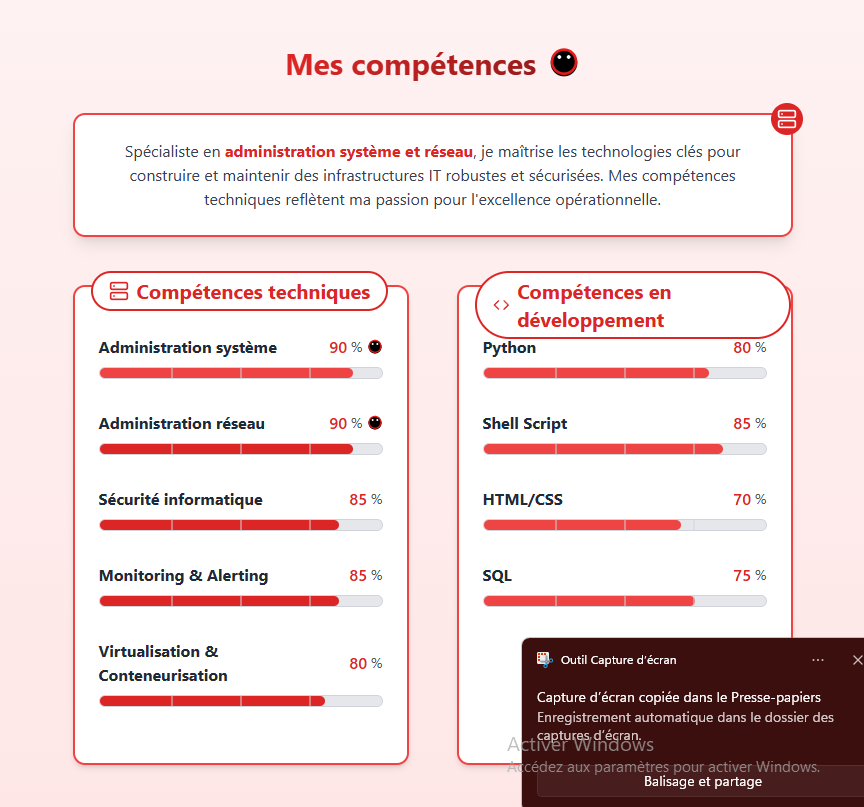 Mes compétences
Spécialiste en administration système et réseau, je maîtrise les technologies clés pour
construire et maintenir des infrastructures IT robustes et sécurisées. Mes compétences
techniques reflètent ma passion pour l'excellence opérationnelle.
Compétences techniques
Administration système 90 %
Administration réseau 90 %
Sécurité informatique 85 %
Monitoring & Alerting 85 %
Virtualisation &
Conteneurisation
80 %
Compétences en
développement
Python 80 %
Shell Script 85 %
HTML/CSS 70 %
SQL 75 %
Outil Capture d'écran
Capture d'écran copiée dans le Presse-papiers
Enregistrement automatique dans le dossier des
captures d'écran.
Activer Windows
Accédez aux paramètres pour activer Windows.
Balisage et partage